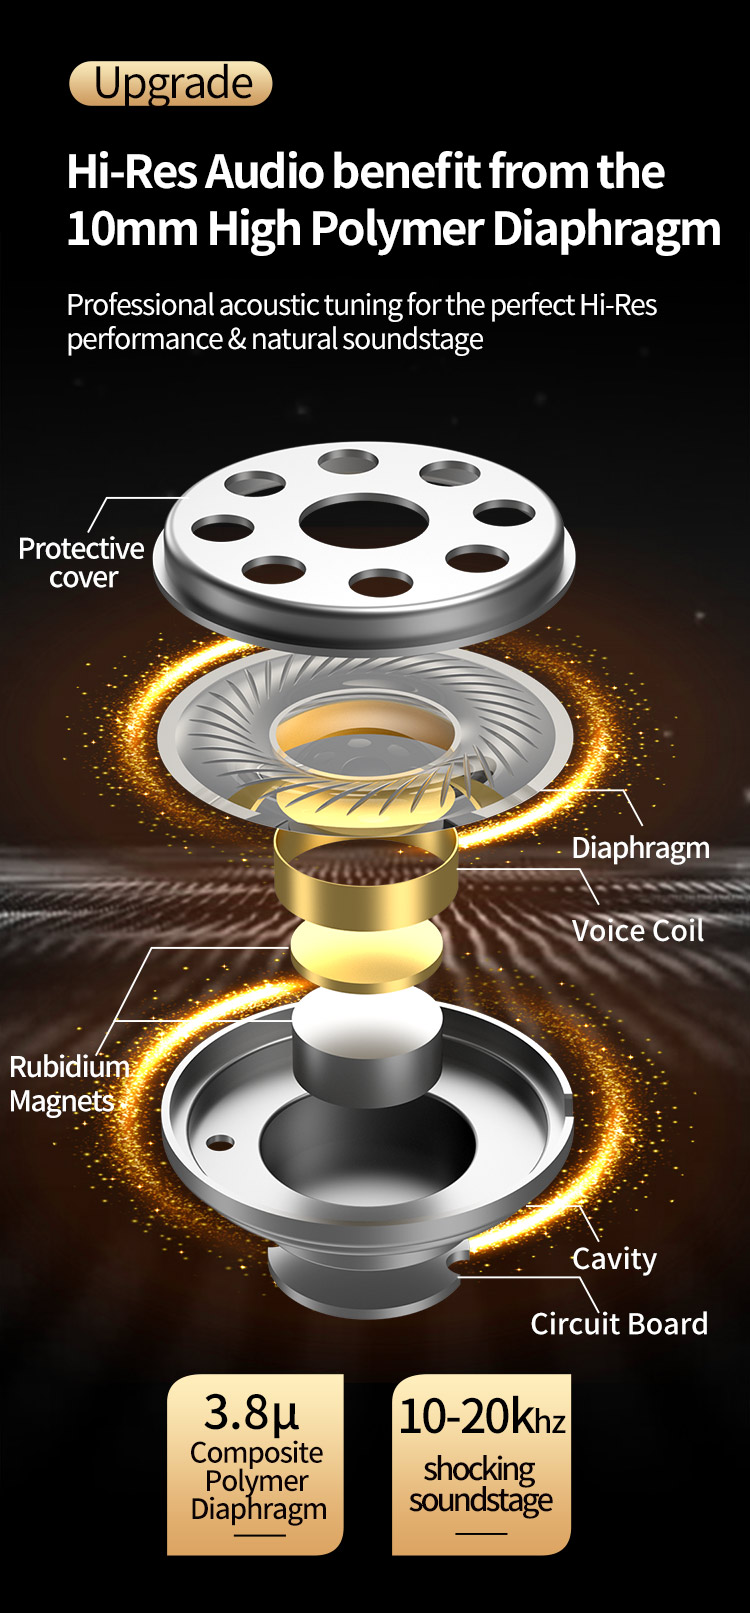 Upgrade
Hi-Res Audio benefit from the
10mm High Polymer Diaphragm
Professional acoustic tuning for the perfect Hi-Res
performance & natural soundstage
Protective
cover
Diaphragm
Voice Coil
Rubidium
Magnets
Cavity
Circuit Board
3.8μ
Composite
Polymer
Diaphragm
10-20khz
shocking
soundstage